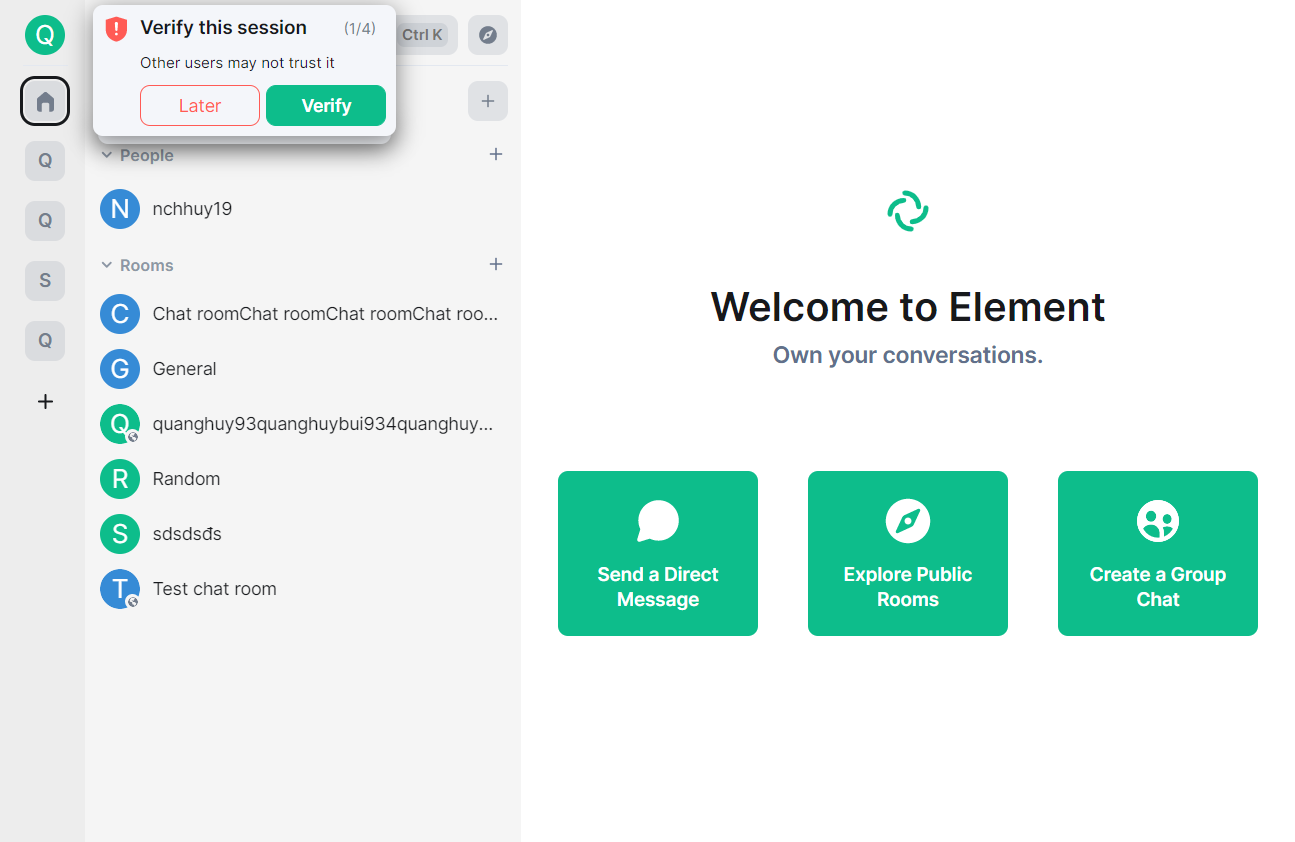 Q
Verify this session (1/4)
Other users may not trust it
Later Verify
Ctrl K
Q
Q
S
Q
People
N nchhuy19
Rooms
C Chat roomChat roomChat roomChat roo...
G General
Q quanghuy93quanghuybui934quanghuy...
R Random
S sdsdsđs
T Test chat room
Welcome to Element
Own your conversations.
Send a Direct
Message
Explore Public
Rooms
Create a Group
Chat